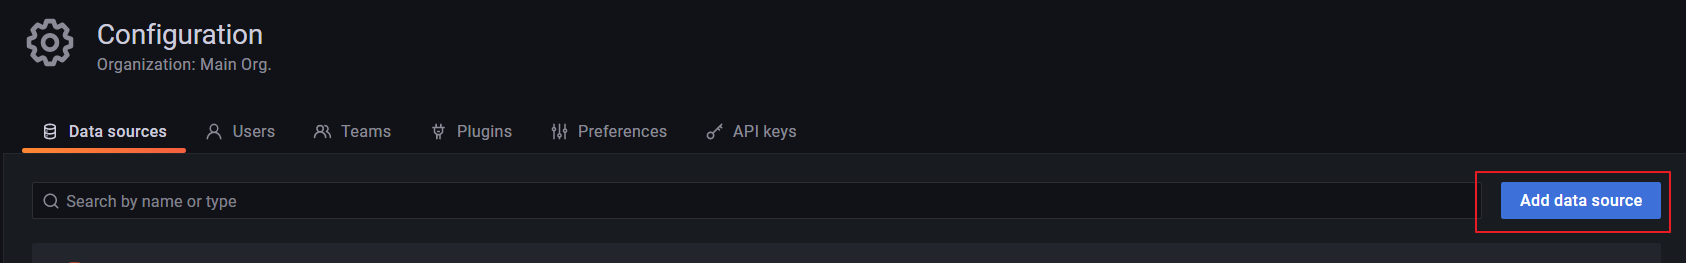 Configuration
Organization: Main Org.
Data sources Users Teams Plugins Preferences API keys
Search by name or type Add data source